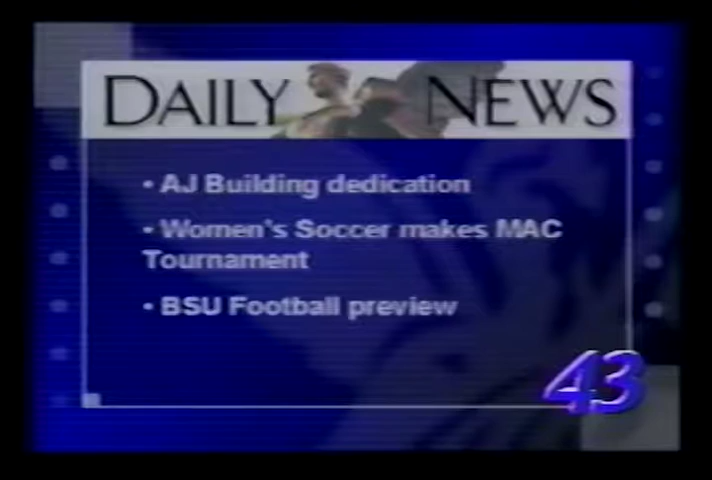 DAILY NEWS
• AJ Building dedication
• Women's Soccer makes MAC
Tournament
• BSU Football preview
43